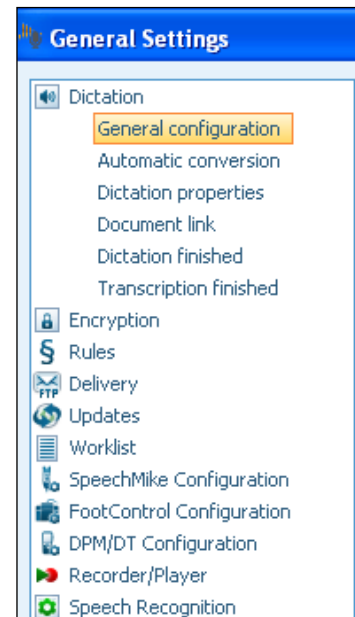 General Settings
Dictation
General configuration
Automatic conversion
Dictation properties
Document link
Dictation finished
Transcription finished
Encryption
§ Rules
FTP Delivery
Updates
Worklist
SpeechMike Configuration
FootControl Configuration
DPM/DT Configuration
Recorder/Player
Speech Recognition